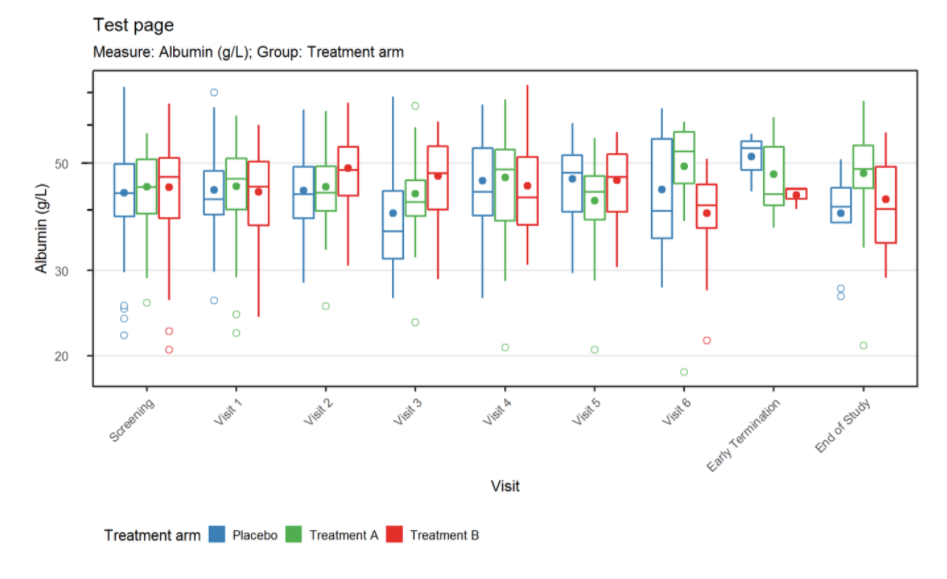 Test page
Measure: Albumin (g/L); Group: Treatment arm
Albumin (g/L)
50
30
20
Screening
Visit 1
Visit 2
Visit 3
Visit 4
Visit 5
Visit 6
Early Termination
End of Study
Visit
Treatment arm Placebo Treatment A Treatment B